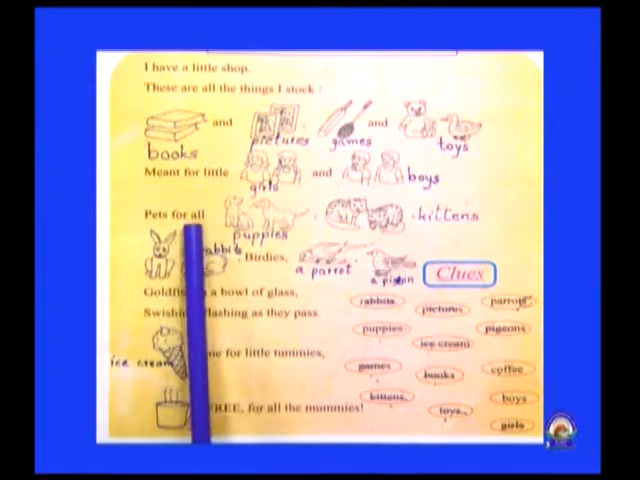 I have a little shop.
These are all the things I stock :
and and
books pictures games toys
Meant for little girls and boys
Pets for all puppies kittens
Birdies, a parrot a pigeon
Clues
Goldfish a bowl of glass,
Swishing flashing as they pass.
ice cream for little tummies,
FREE, for all the mummies!
rabbits pictures parrots
puppies ice cream pigeons
games books coffee
kittens toys boys
girls